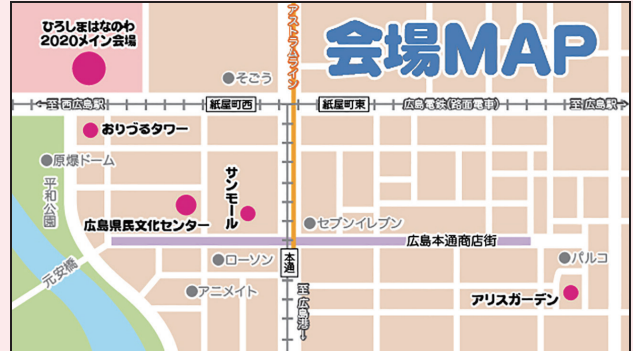 会場MAP
ひろしまはなのわ
2020メイン会場
アストラムライン
●そごう
←至 西広島駅
紙屋町西
紙屋町東
広島電鉄(路面電車)
至 広島駅→
おりづるタワー
●原爆ドーム
平和公園
サンモール
広島県民文化センター
●セブンイレブン
広島本通商店街
元安橋
●ローソン
本通
●パルコ
●アニメイト
至 広島港→
アリスガーデン